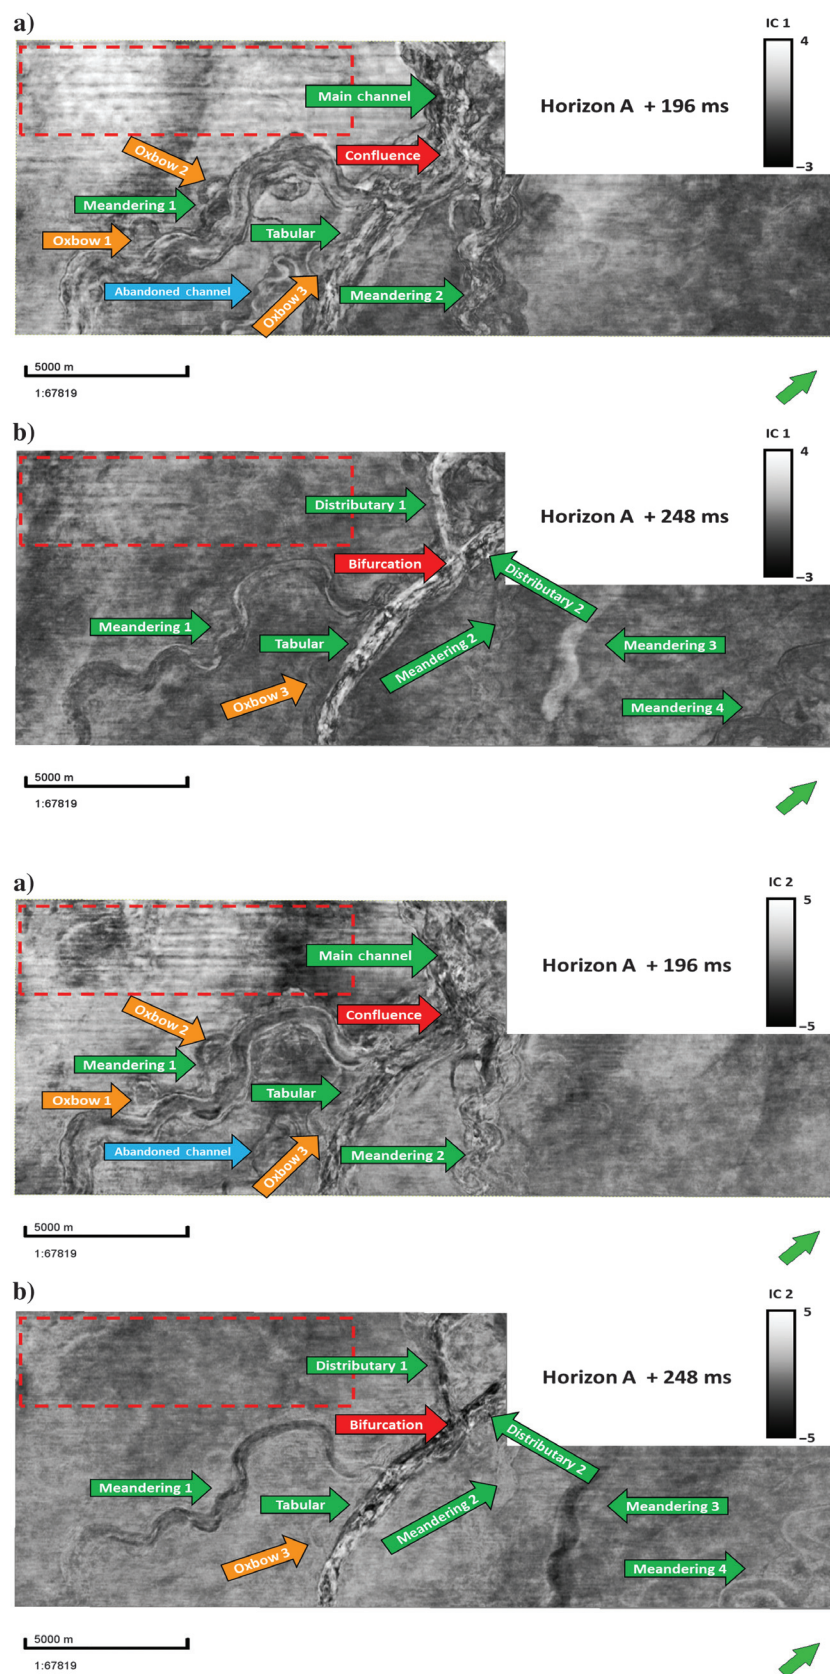 a)
IC 1
4
−3
Main channel
Horizon A + 196 ms
Oxbow 2
Confluence
Meandering 1
Oxbow 1
Tabular
Abandoned channel
Oxbow 3
Meandering 2
5000 m
1:67819
b)
IC 1
4
−3
Distributary 1
Horizon A + 248 ms
Bifurcation
Distributary 2
Meandering 1
Tabular
Meandering 2
Meandering 3
Oxbow 3
Meandering 4
5000 m
1:67819
a)
IC 2
5
−5
Main channel
Horizon A + 196 ms
Oxbow 2
Confluence
Meandering 1
Oxbow 1
Tabular
Abandoned channel
Oxbow 3
Meandering 2
5000 m
1:67819
b)
IC 2
5
−5
Distributary 1
Horizon A + 248 ms
Bifurcation
Distributary 2
Meandering 1
Tabular
Meandering 2
Meandering 3
Oxbow 3
Meandering 4
5000 m
1:67819